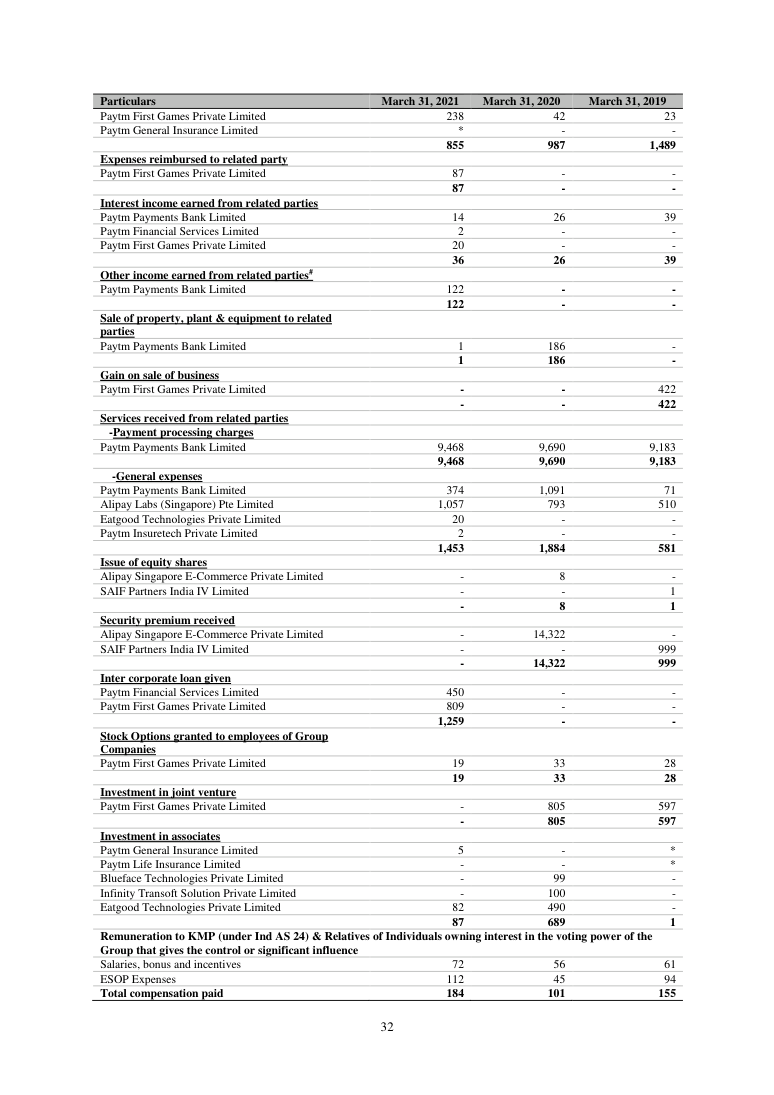 Particulars March 31, 2021 March 31, 2020 March 31, 2019
Paytm First Games Private Limited 238 42 23
Paytm General Insurance Limited * - -
855 987 1,489
Expenses reimbursed to related party
Paytm First Games Private Limited 87 - -
87 - -
Interest income earned from related parties
Paytm Payments Bank Limited 14 26 39
Paytm Financial Services Limited 2 - -
Paytm First Games Private Limited 20 - -
36 26 39
Other income earned from related parties#
Paytm Payments Bank Limited 122 - -
122 - -
Sale of property, plant & equipment to related
parties
Paytm Payments Bank Limited 1 186 -
1 186 -
Gain on sale of business
Paytm First Games Private Limited - - 422
- - 422
Services received from related parties
-Payment processing charges
Paytm Payments Bank Limited 9,468 9,690 9,183
9,468 9,690 9,183
-General expenses
Paytm Payments Bank Limited 374 1,091 71
Alipay Labs (Singapore) Pte Limited 1,057 793 510
Eatgood Technologies Private Limited 20 - -
Paytm Insuretech Private Limited 2 - -
1,453 1,884 581
Issue of equity shares
Alipay Singapore E-Commerce Private Limited - 8 -
SAIF Partners India IV Limited - - 1
- 8 1
Security premium received
Alipay Singapore E-Commerce Private Limited - 14,322 -
SAIF Partners India IV Limited - - 999
- 14,322 999
Inter corporate loan given
Paytm Financial Services Limited 450 - -
Paytm First Games Private Limited 809 - -
1,259 - -
Stock Options granted to employees of Group
Companies
Paytm First Games Private Limited 19 33 28
19 33 28
Investment in joint venture
Paytm First Games Private Limited - 805 597
- 805 597
Investment in associates
Paytm General Insurance Limited 5 - *
Paytm Life Insurance Limited - - *
Blueface Technologies Private Limited - 99 -
Infinity Transoft Solution Private Limited - 100 -
Eatgood Technologies Private Limited 82 490 -
87 689 1
Remuneration to KMP (under Ind AS 24) & Relatives of Individuals owning interest in the voting power of the
Group that gives the control or significant influence
Salaries, bonus and incentives 72 56 61
ESOP Expenses 112 45 94
Total compensation paid 184 101 155
32